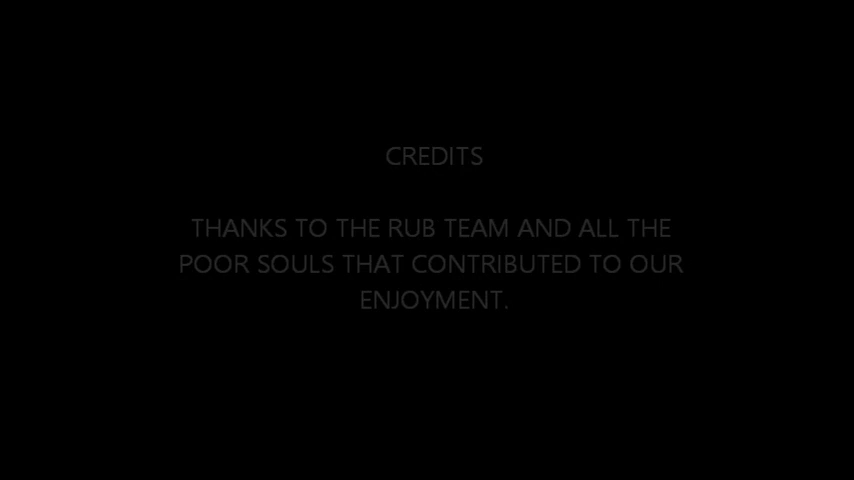 CREDITS
THANKS TO THE RUB TEAM AND ALL THE
POOR SOULS THAT CONTRIBUTED TO OUR
ENJOYMENT.